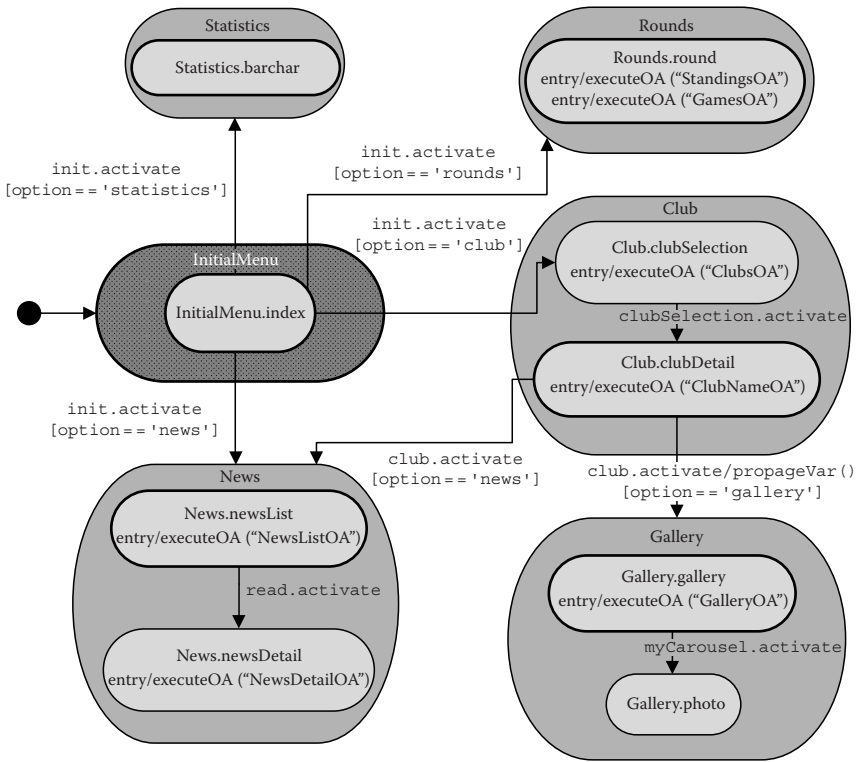 Statistics
Statistics.barchar
Rounds
Rounds.round
entry/executeOA (“StandingsOA”)
entry/executeOA (“GamesOA”)
init.activate
[option=='statistics']
init.activate
[option=='rounds']
init.activate
[option=='club']
Club
Club.clubSelection
entry/executeOA (“ClubsOA”)
clubSelection.activate
Club.clubDetail
entry/executeOA (“ClubNameOA”)
InitialMenu
InitialMenu.index
init.activate
[option=='news']
club.activate
[option=='news']
club.activate/propageVar()
[option=='gallery']
News
News.newsList
entry/executeOA (“NewsListOA”)
read.activate
News.newsDetail
entry/executeOA (“NewsDetailOA”)
Gallery
Gallery.gallery
entry/executeOA (“GalleryOA”)
myCarousel.activate
Gallery.photo